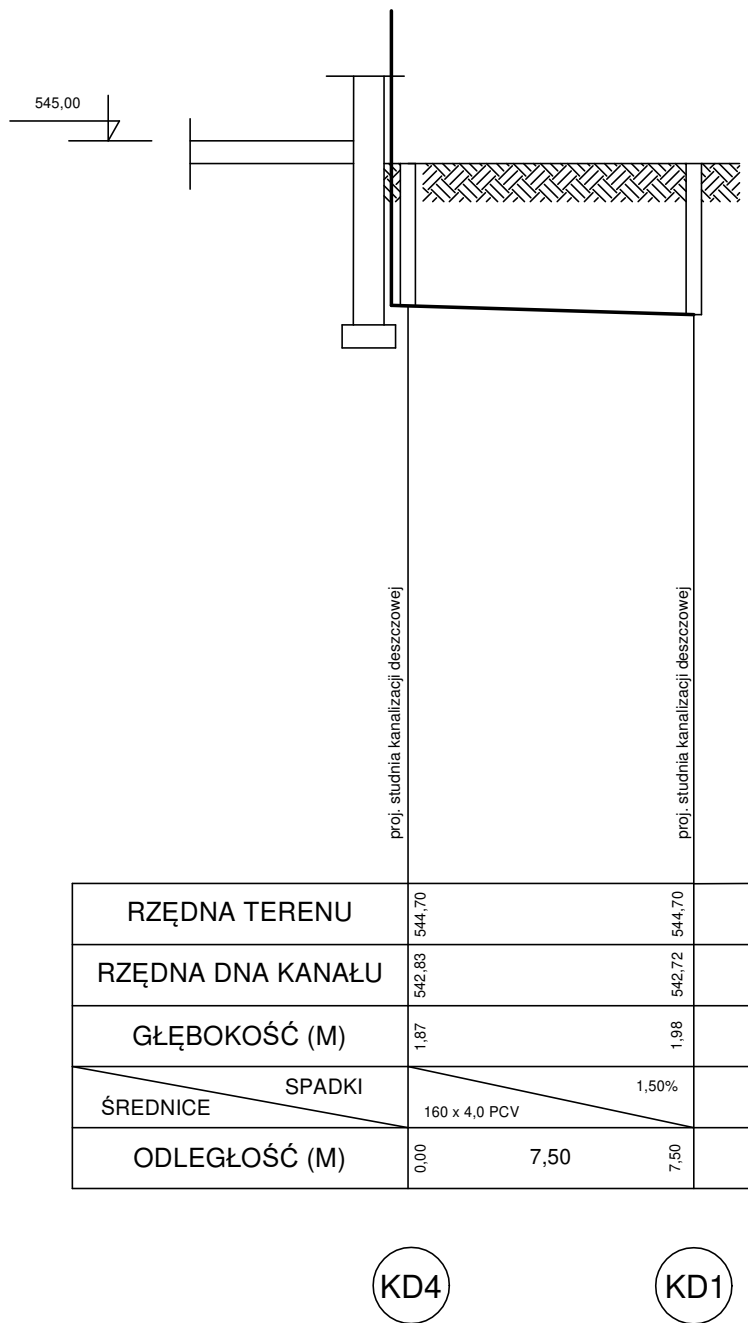 545,00
proj. studnia kanalizacji deszczowej
proj. studnia kanalizacji deszczowej
RZĘDNA TERENU
544,70
544,70
RZĘDNA DNA KANAŁU
542,83
542,72
GŁĘBOKOŚĆ (M)
1,87
1,98
SPADKI
ŚREDNICE
1,50%
160 x 4,0 PCV
ODLEGŁOŚĆ (M)
0,00
7,50
7,50
KD4
KD1